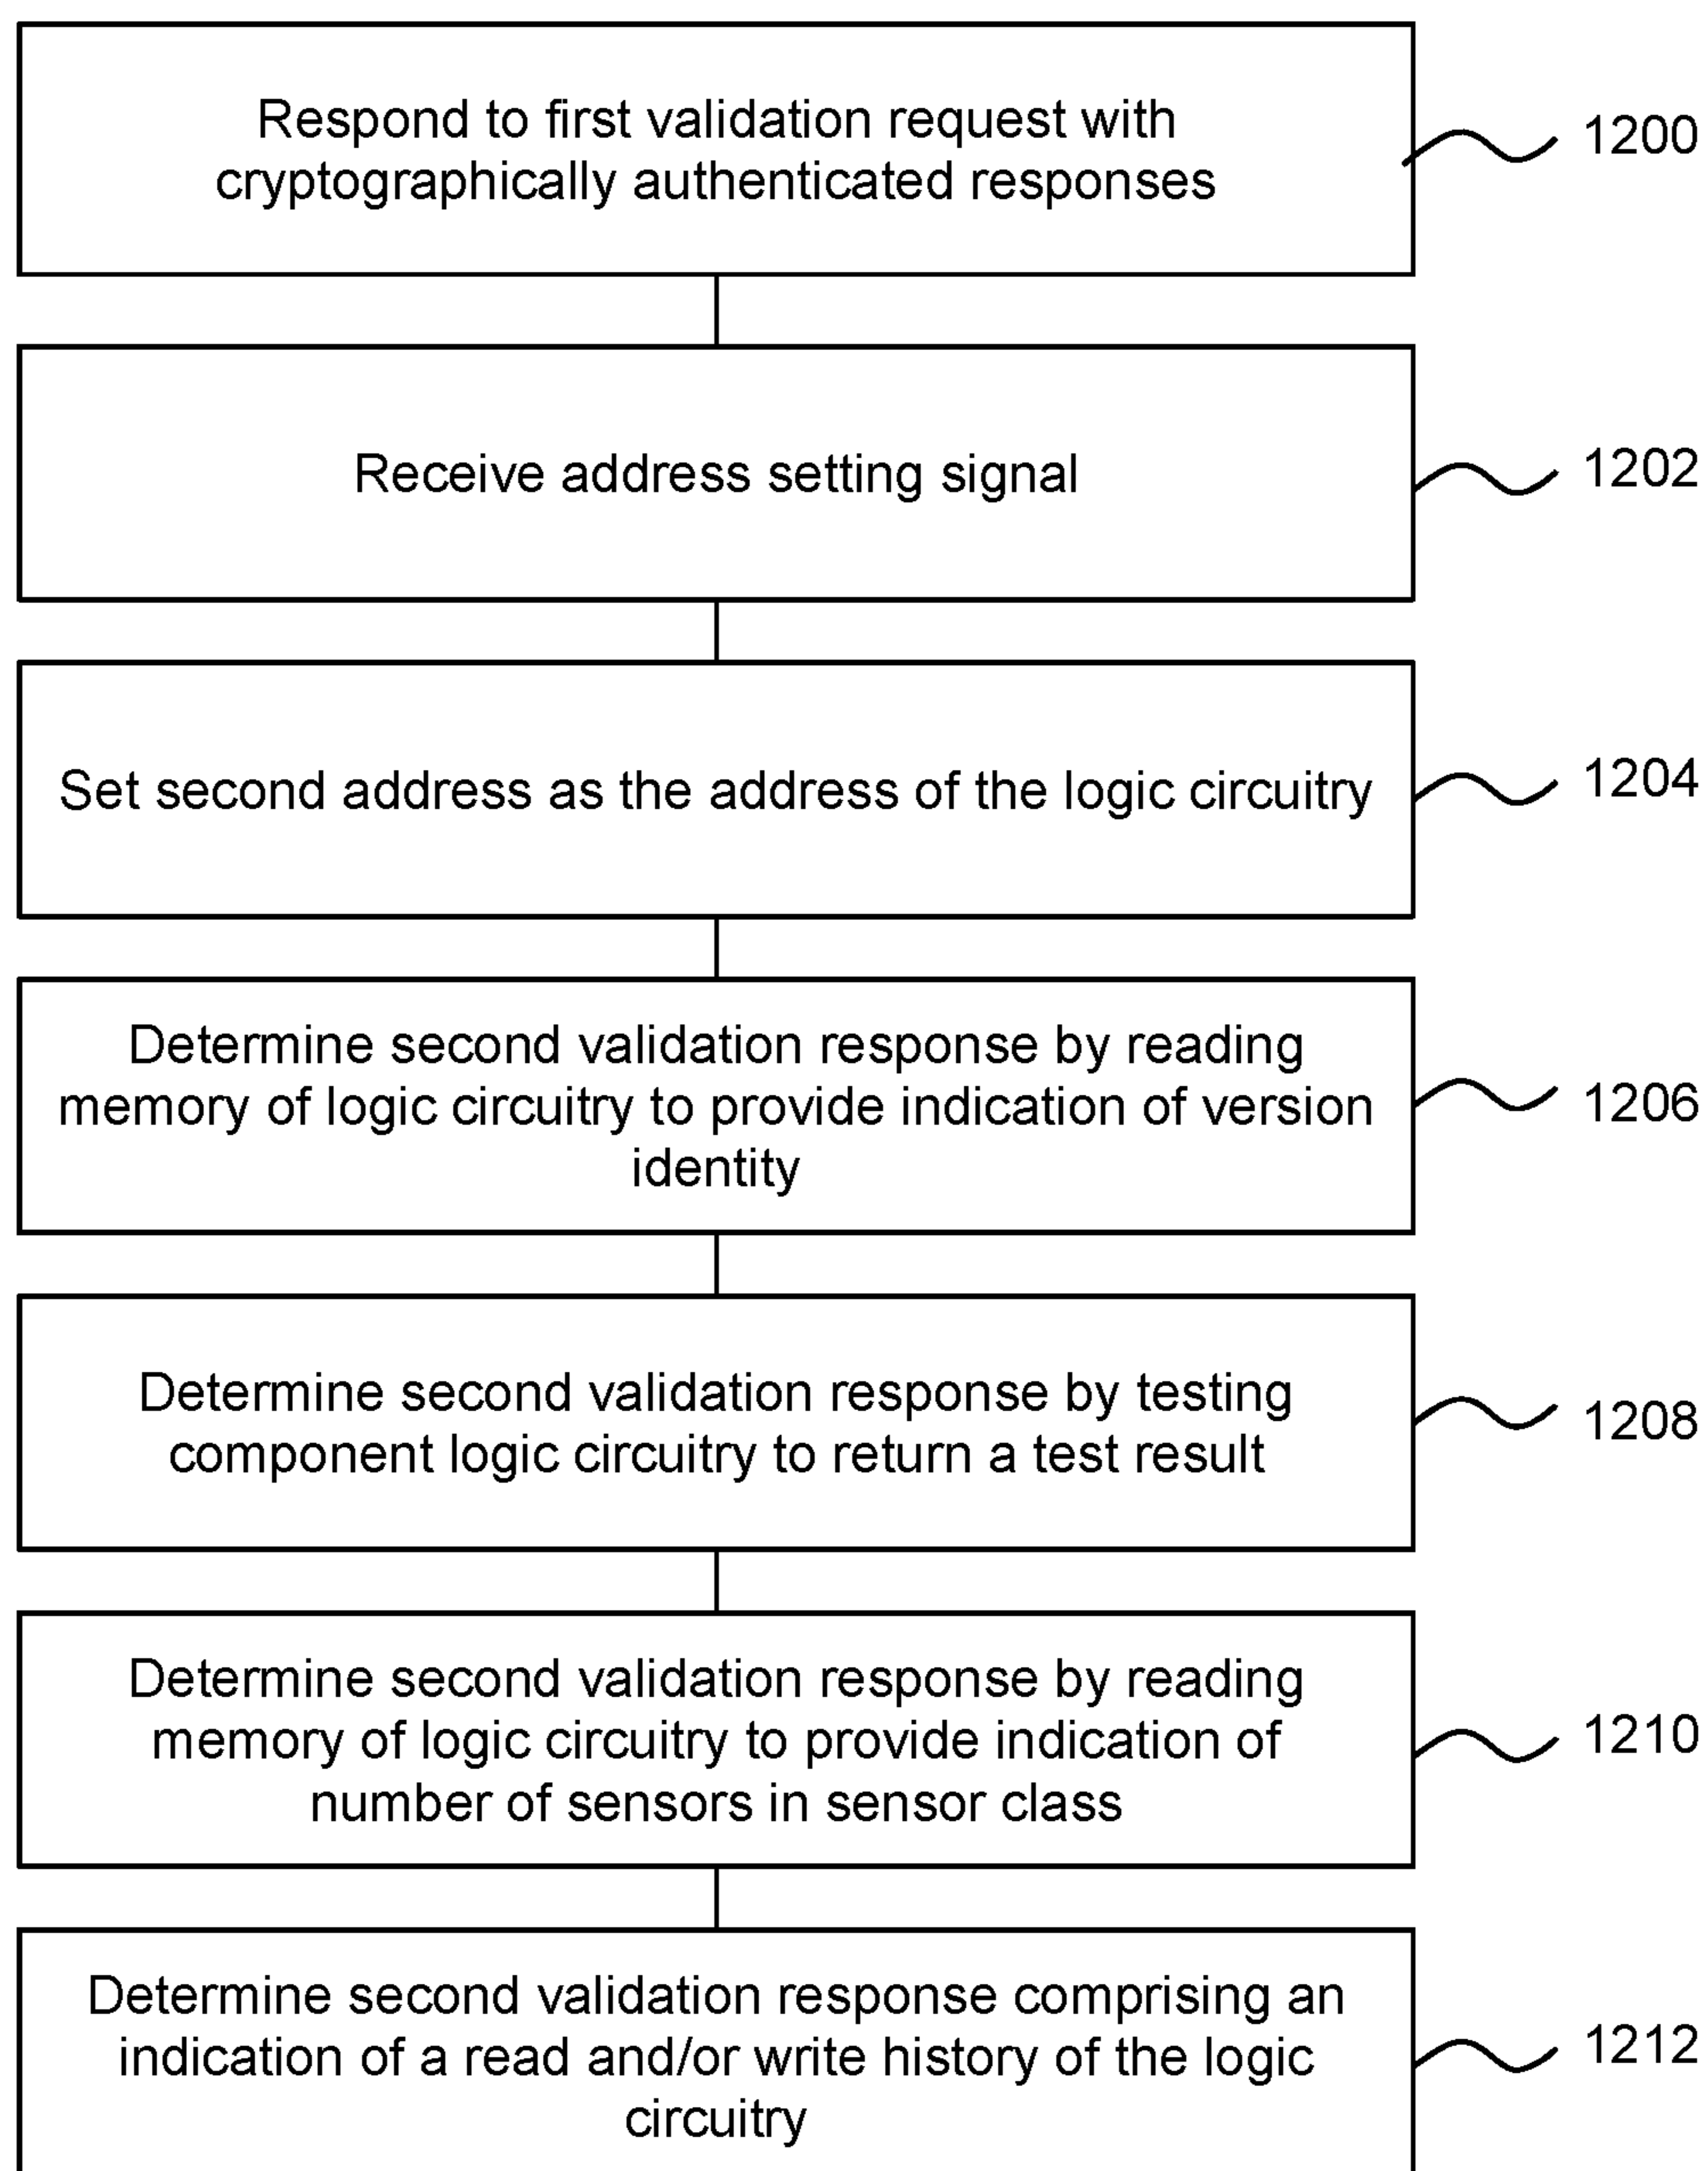 Respond to first validation request with
cryptographically authenticated responses
1200
Receive address setting signal
1202
Set second address as the address of the logic circuitry
1204
Determine second validation response by reading
memory of logic circuitry to provide indication of version
identity
1206
Determine second validation response by testing
component logic circuitry to return a test result
1208
Determine second validation response by reading
memory of logic circuitry to provide indication of
number of sensors in sensor class
1210
Determine second validation response comprising an
indication of a read and/or write history of the logic
circuitry
1212